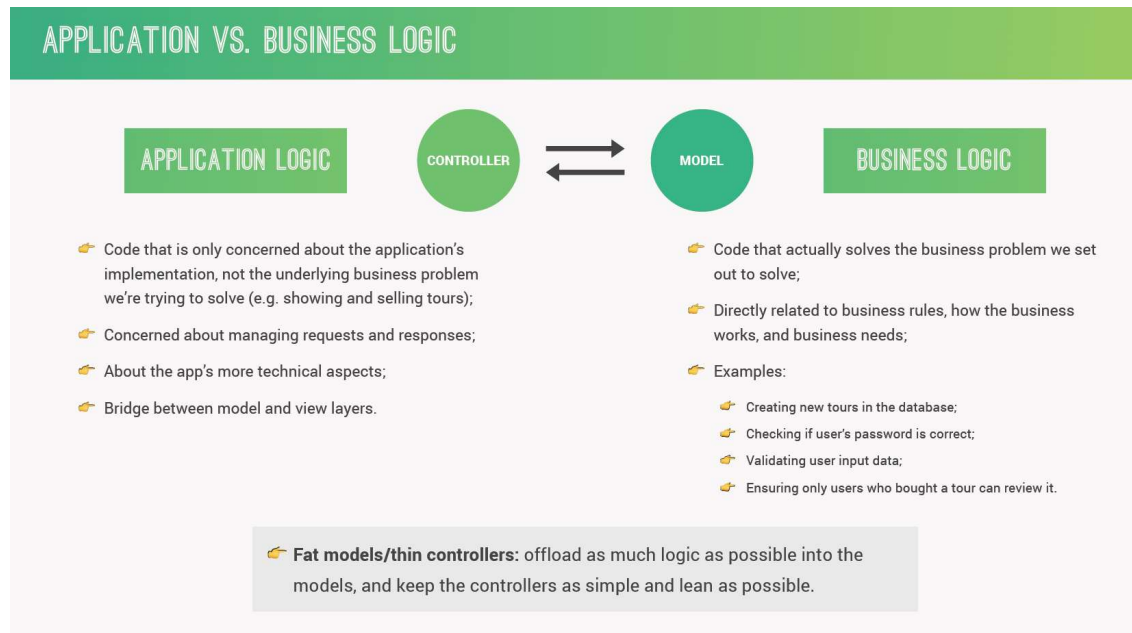 APPLICATION VS. BUSINESS LOGIC
APPLICATION LOGIC
CONTROLLER
MODEL
BUSINESS LOGIC
Code that is only concerned about the application's
implementation, not the underlying business problem
we're trying to solve (e.g. showing and selling tours);
Concerned about managing requests and responses;
About the app's more technical aspects;
Bridge between model and view layers.
Code that actually solves the business problem we set
out to solve;
Directly related to business rules, how the business
works, and business needs;
Examples:
Creating new tours in the database;
Checking if user's password is correct;
Validating user input data;
Ensuring only users who bought a tour can review it.
Fat models/thin controllers: offload as much logic as possible into the
models, and keep the controllers as simple and lean as possible.